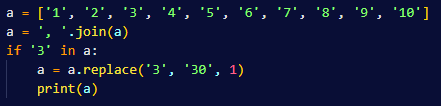 a = ['1', '2', '3', '4', '5', '6', '7', '8', '9', '10']
a = ', '.join(a)
if '3' in a:
    a = a.replace('3', '30', 1)
    print(a)